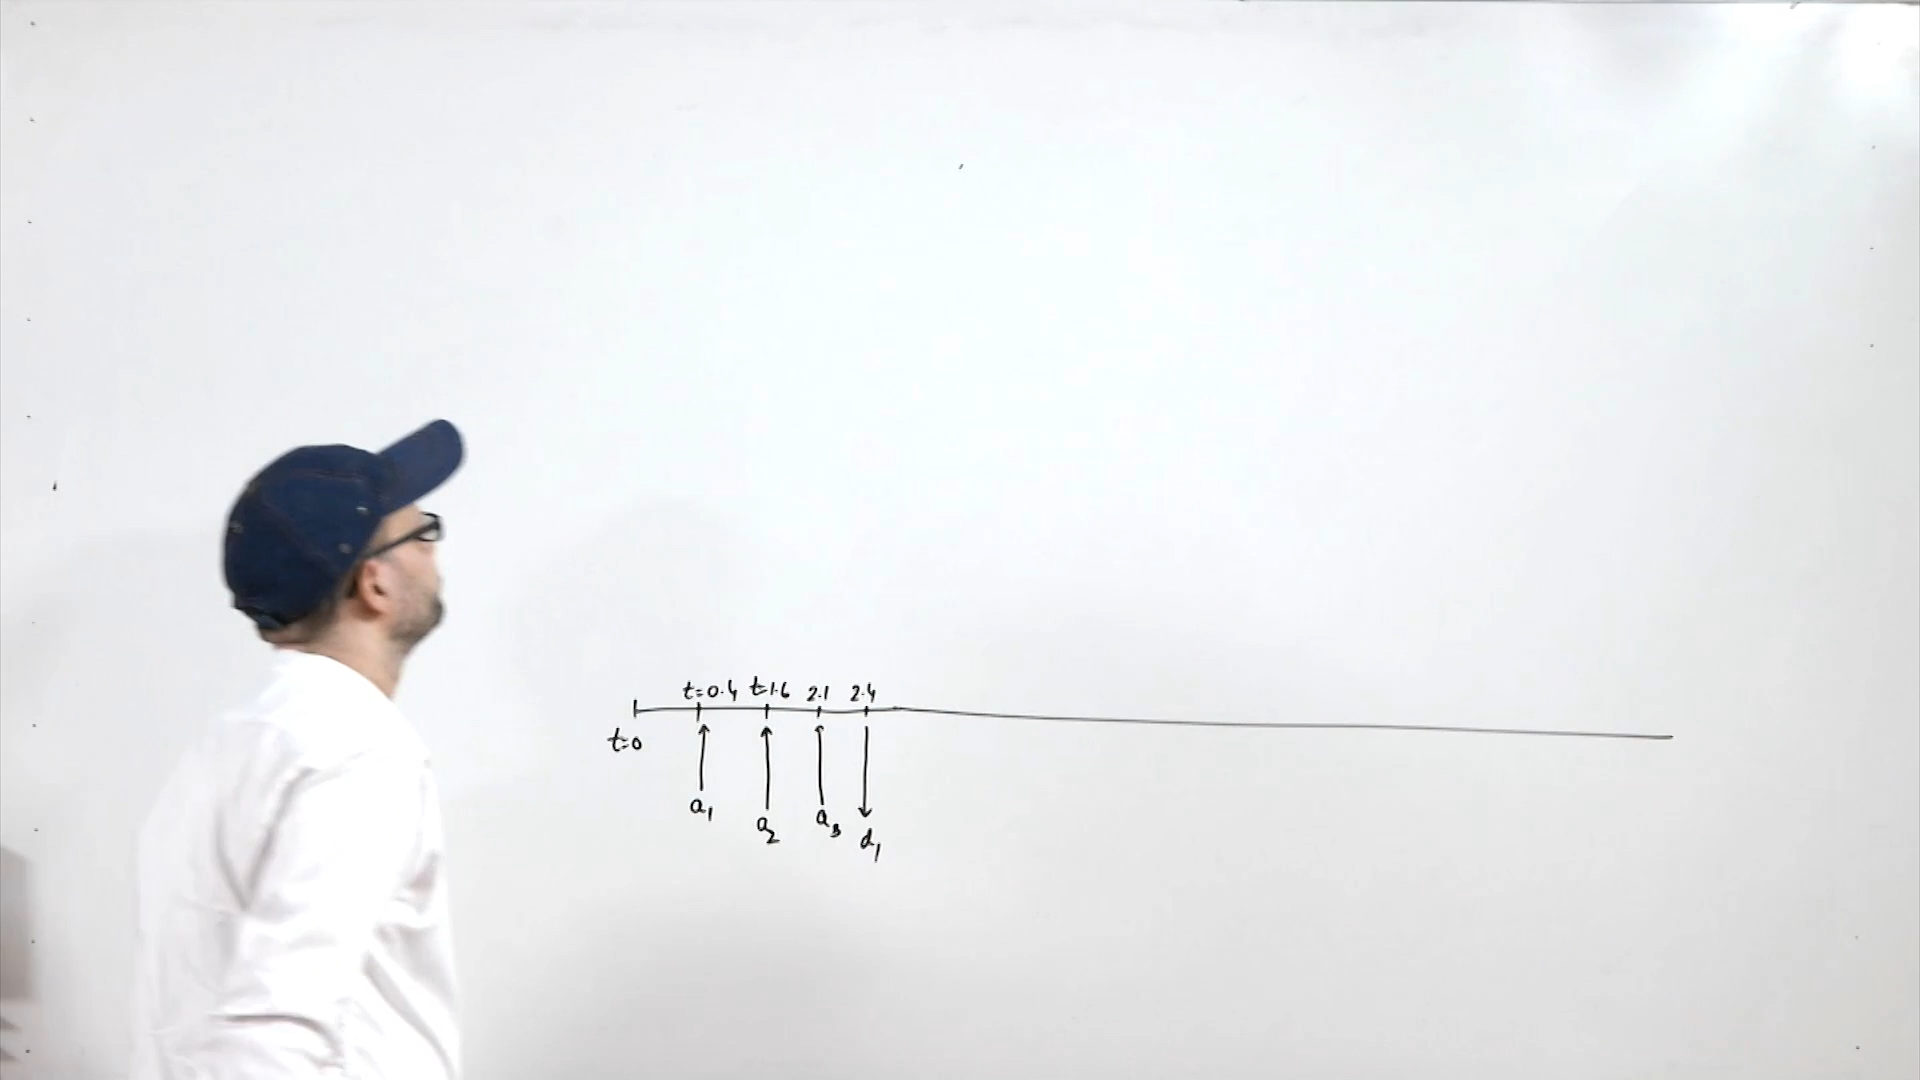 t=0.4 t=1.6 2.1 2.4
t=0
a₁ a₂ a₃ d₁